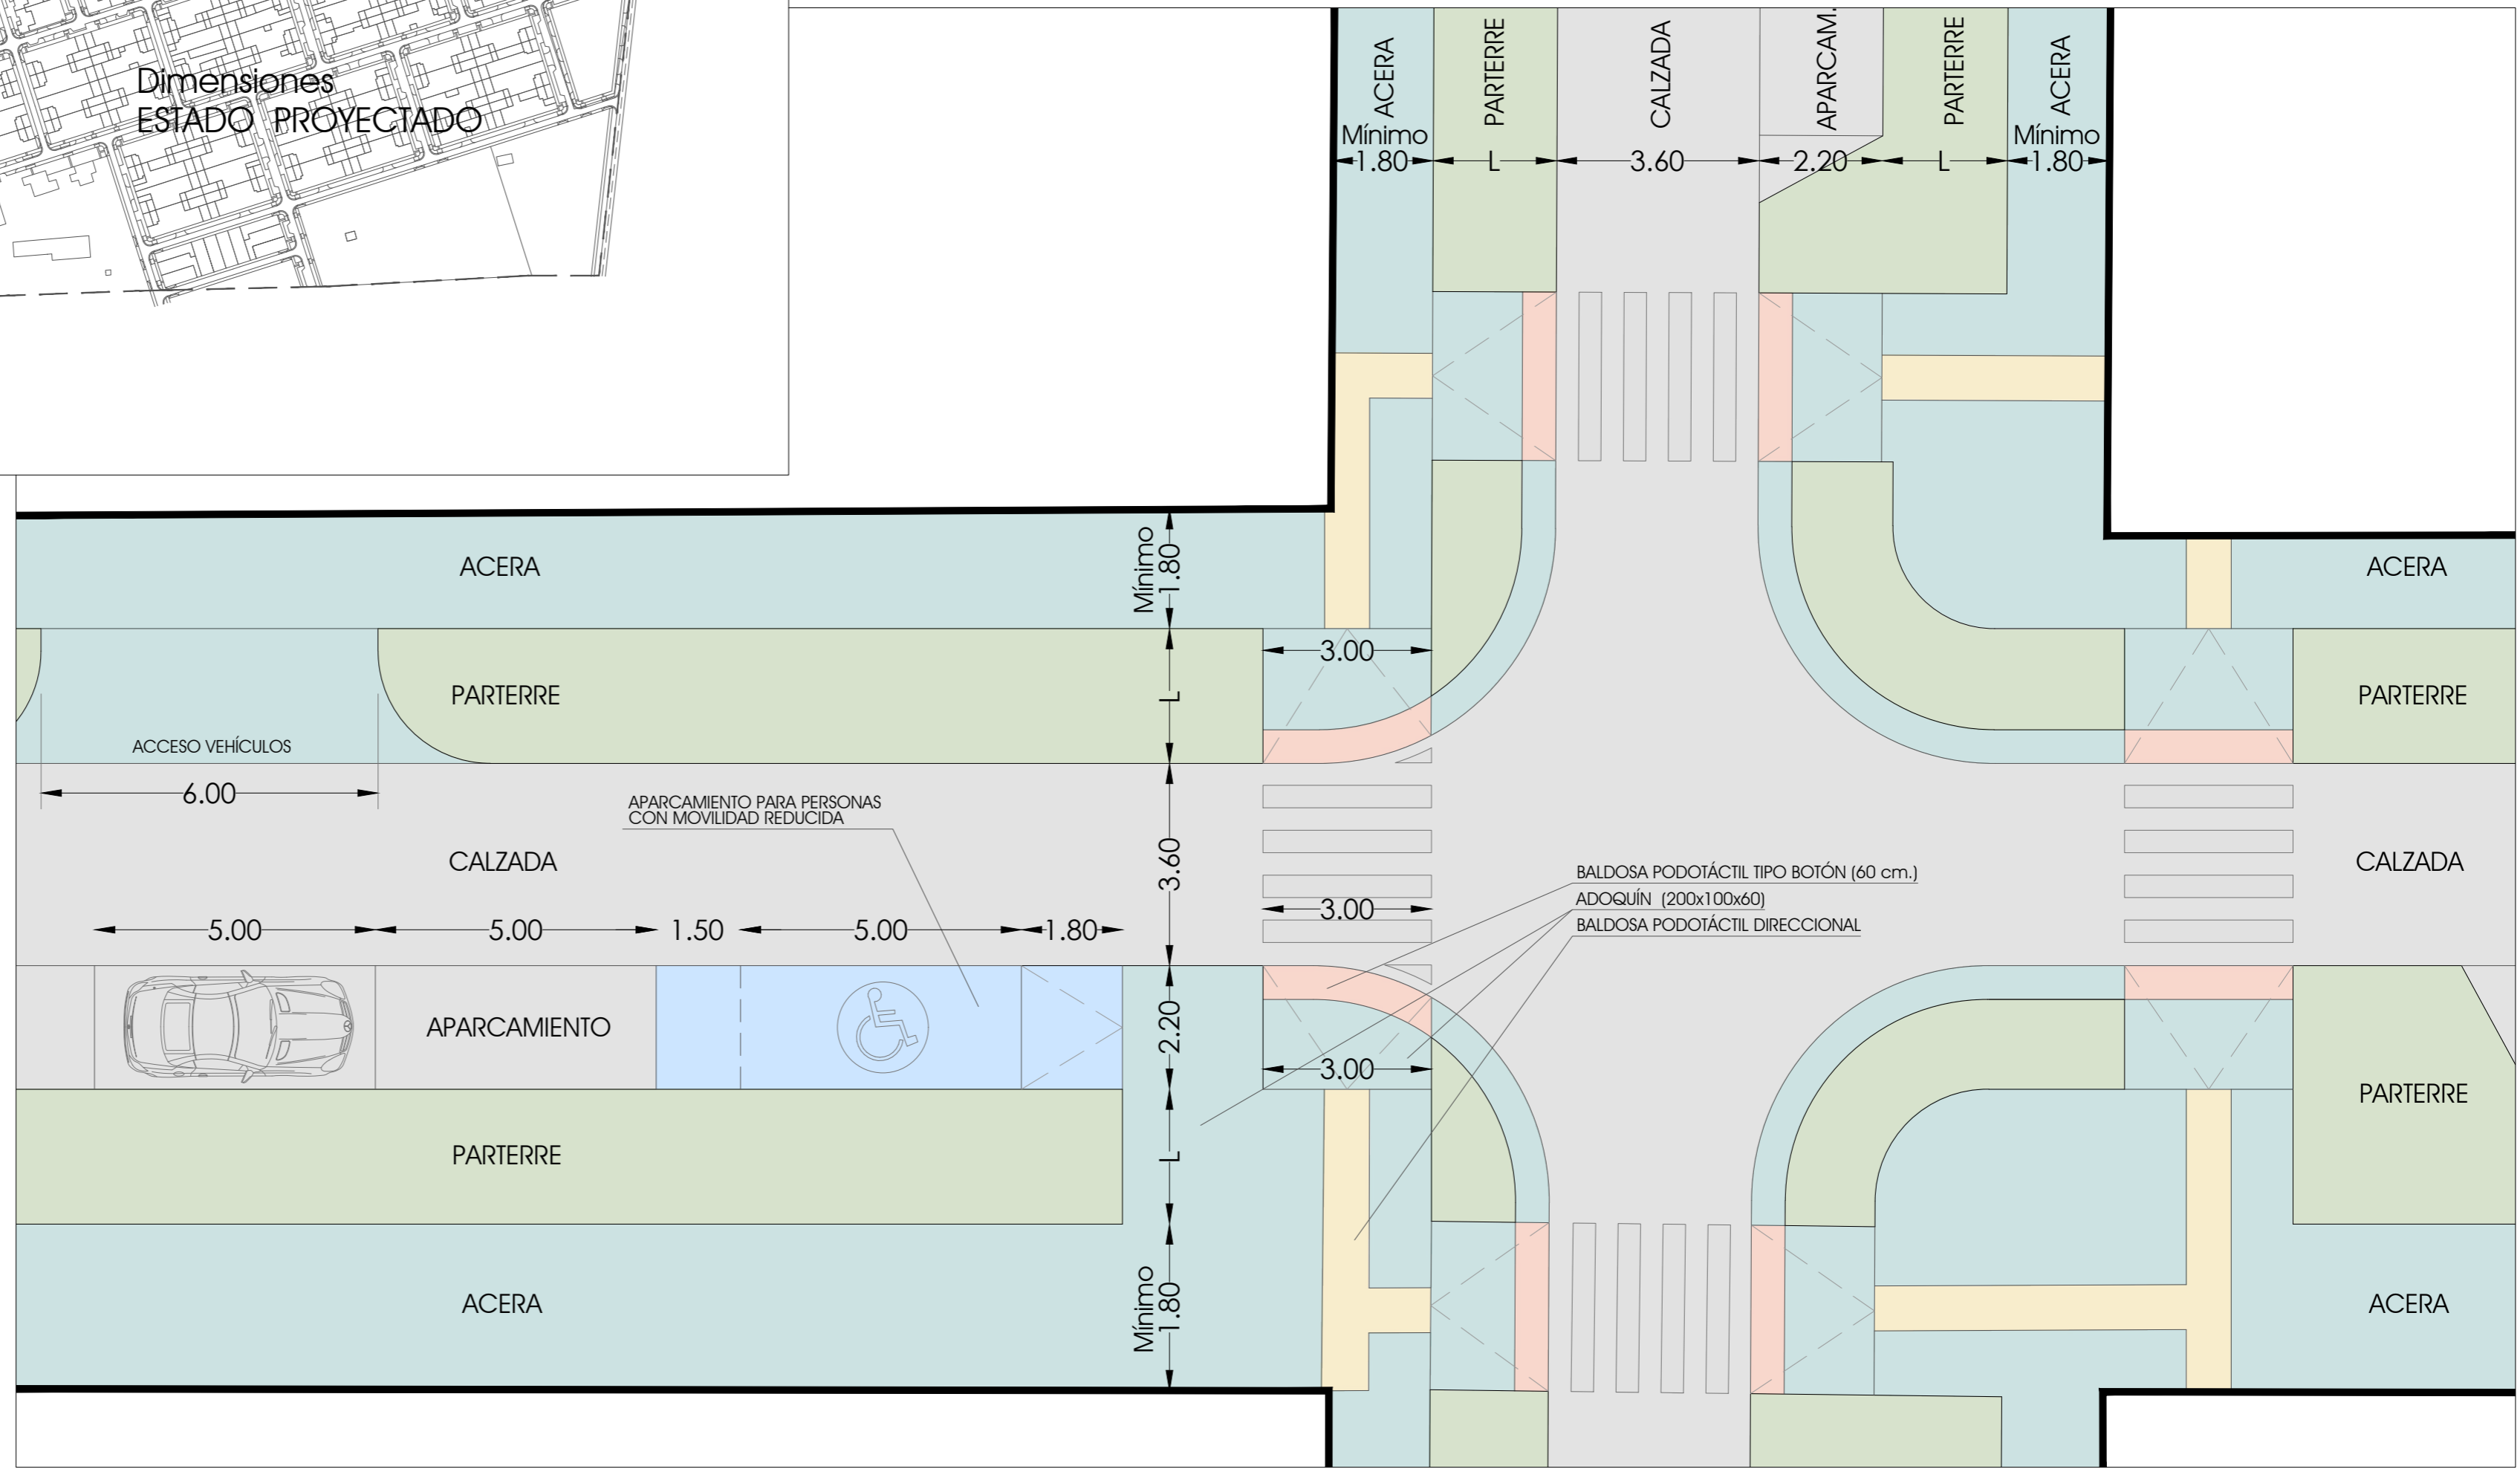 Dimensiones
ESTADO PROYECTADO
ACERA
PARTERRE
CALZADA
APARCAM.
PARTERRE
ACERA
Mínimo
1.80
L
3.60
2.20
L
Mínimo
1.80
ACERA
Mínimo
1.80
ACERA
PARTERRE
L
3.00
PARTERRE
ACCESO VEHÍCULOS
6.00
APARCAMIENTO PARA PERSONAS
CON MOVILIDAD REDUCIDA
CALZADA
3.60
CALZADA
BALDOSA PODOTÁCTIL TIPO BOTÓN (60 cm.)
ADOQUÍN (200x100x60)
BALDOSA PODOTÁCTIL DIRECCIONAL
3.00
5.00
5.00
1.50
5.00
1.80
APARCAMIENTO
2.20
3.00
PARTERRE
PARTERRE
L
ACERA
Mínimo
1.80
ACERA